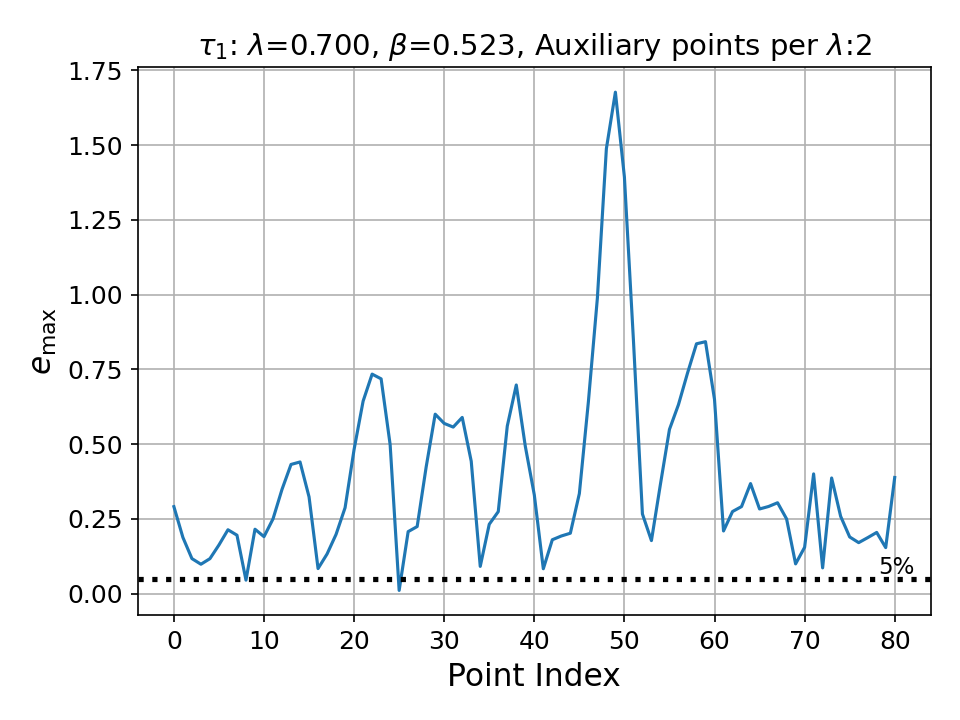 τ₁: λ=0.700, β=0.523, Auxiliary points per λ:2
1.75
1.50
1.25
1.00
0.75
0.50
0.25
0.00
e_max
5%
0 10 20 30 40 50 60 70 80
Point Index